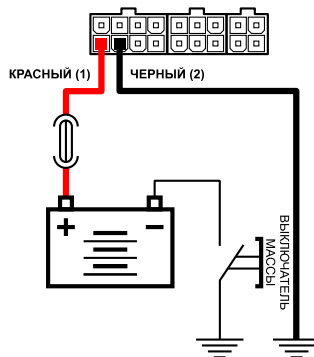 КРАСНЫЙ (1)
ЧЕРНЫЙ (2)
+
–
ВЫКЛЮЧАТЕЛЬ
МАССЫ